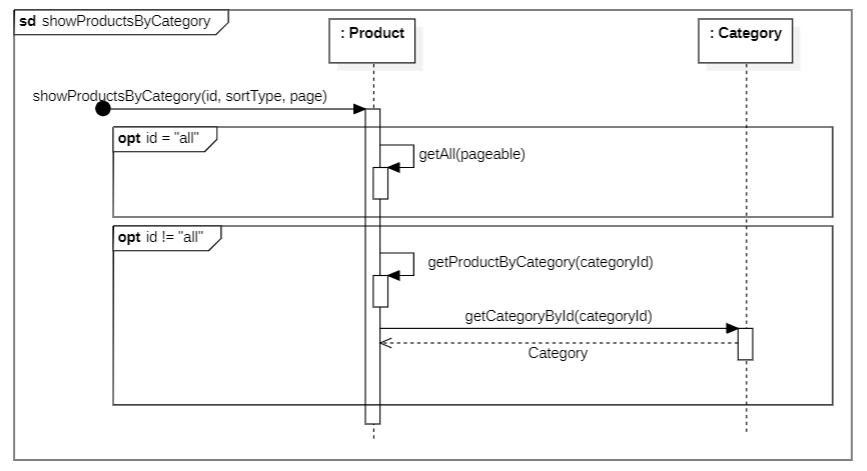 sd showProductsByCategory
: Product
: Category
showProductsByCategory(id, sortType, page)
opt id = "all"
getAll(pageable)
opt id != "all"
getProductByCategory(categoryId)
getCategoryById(categoryId)
Category